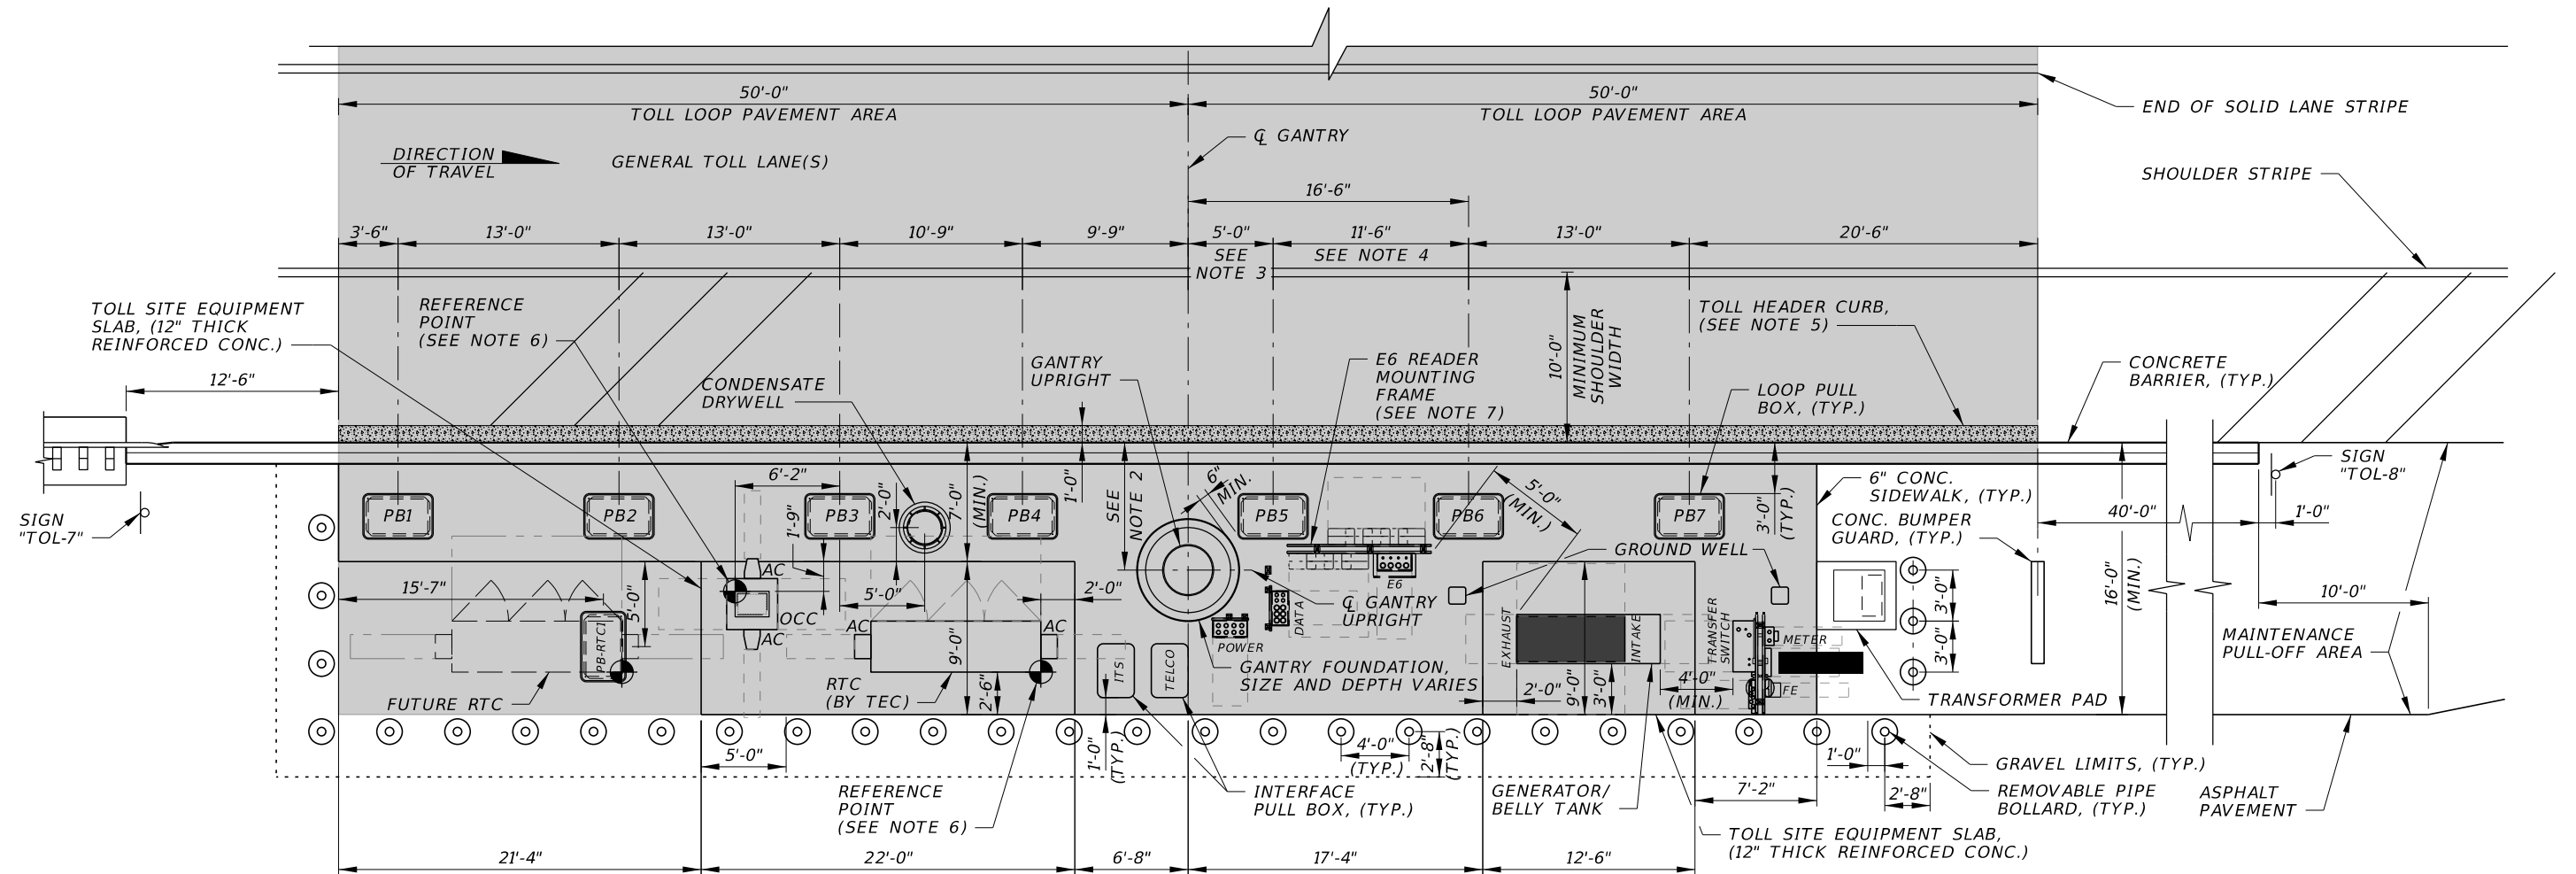 50'-0"
TOLL LOOP PAVEMENT AREA
50'-0"
TOLL LOOP PAVEMENT AREA
END OF SOLID LANE STRIPE
℄ GANTRY
DIRECTION
OF TRAVEL
GENERAL TOLL LANE(S)
SHOULDER STRIPE
16'-6"
3'-6"
13'-0"
13'-0"
10'-9"
9'-9"
5'-0"
11'-6"
13'-0"
20'-6"
SEE
NOTE 3
SEE NOTE 4
TOLL SITE EQUIPMENT
SLAB, (12" THICK
REINFORCED CONC.)
REFERENCE
POINT
(SEE NOTE 6)
TOLL HEADER CURB,
(SEE NOTE 5)
10'-0"
MINIMUM
SHOULDER
WIDTH
GANTRY
UPRIGHT
E6 READER
MOUNTING
FRAME
(SEE NOTE 7)
CONCRETE
BARRIER, (TYP.)
12'-6"
CONDENSATE
DRYWELL
LOOP PULL
BOX, (TYP.)
SIGN
"TOL-8"
6'-2"
2'-0"
7'-0"
(MIN.)
1'-0"
SEE
NOTE 2
6"
MIN.
5'-0"
(MIN.)
3'-0"
(TYP.)
6" CONC.
SIDEWALK, (TYP.)
CONC. BUMPER
GUARD, (TYP.)
40'-0"
1'-0"
SIGN
"TOL-7"
PB1
PB2
PB3
PB4
PB5
PB6
PB7
1'-9"
GROUND WELL
16'-0"
(MIN.)
15'-7"
5'-0"
AC
OCC
AC
5'-0"
2'-0"
E6
DATA
℄ GANTRY
UPRIGHT
POWER
3'-0"
3'-0"
10'-0"
PB-RTC1
AC
AC
9'-0"
2'-6"
ITS
TELCO
EXHAUST
INTAKE
TRANSFER
SWITCH
METER
FE
MAINTENANCE
PULL-OFF AREA
GANTRY FOUNDATION,
SIZE AND DEPTH VARIES
2'-0"
9'-0"
3'-0"
4'-0"
(MIN.)
FUTURE RTC
RTC
(BY TEC)
TRANSFORMER PAD
5'-0"
1'-0"
(TYP.)
4'-0"
(TYP.)
2'-8"
(TYP.)
1'-0"
GRAVEL LIMITS, (TYP.)
7'-2"
2'-8"
REMOVABLE PIPE
BOLLARD, (TYP.)
ASPHALT
PAVEMENT
REFERENCE
POINT
(SEE NOTE 6)
INTERFACE
PULL BOX, (TYP.)
GENERATOR/
BELLY TANK
TOLL SITE EQUIPMENT SLAB,
(12" THICK REINFORCED CONC.)
21'-4"
22'-0"
6'-8"
17'-4"
12'-6"